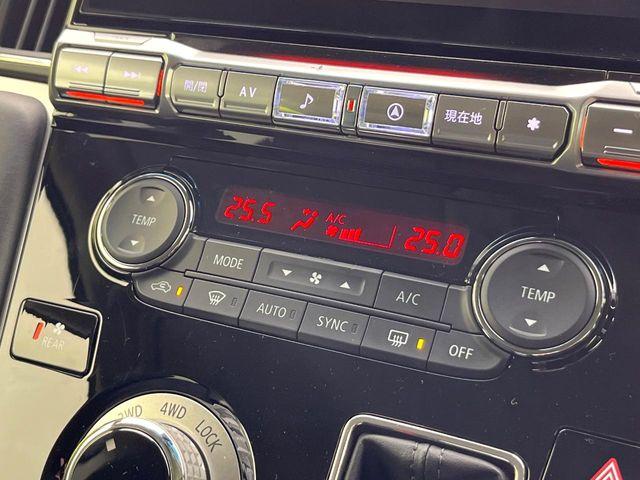 開/閉 AV 現在地
25.5 A/C 25.0
TEMP
MODE
A/C
TEMP
AUTO SYNC OFF
REAR
2WD 4WD LOCK